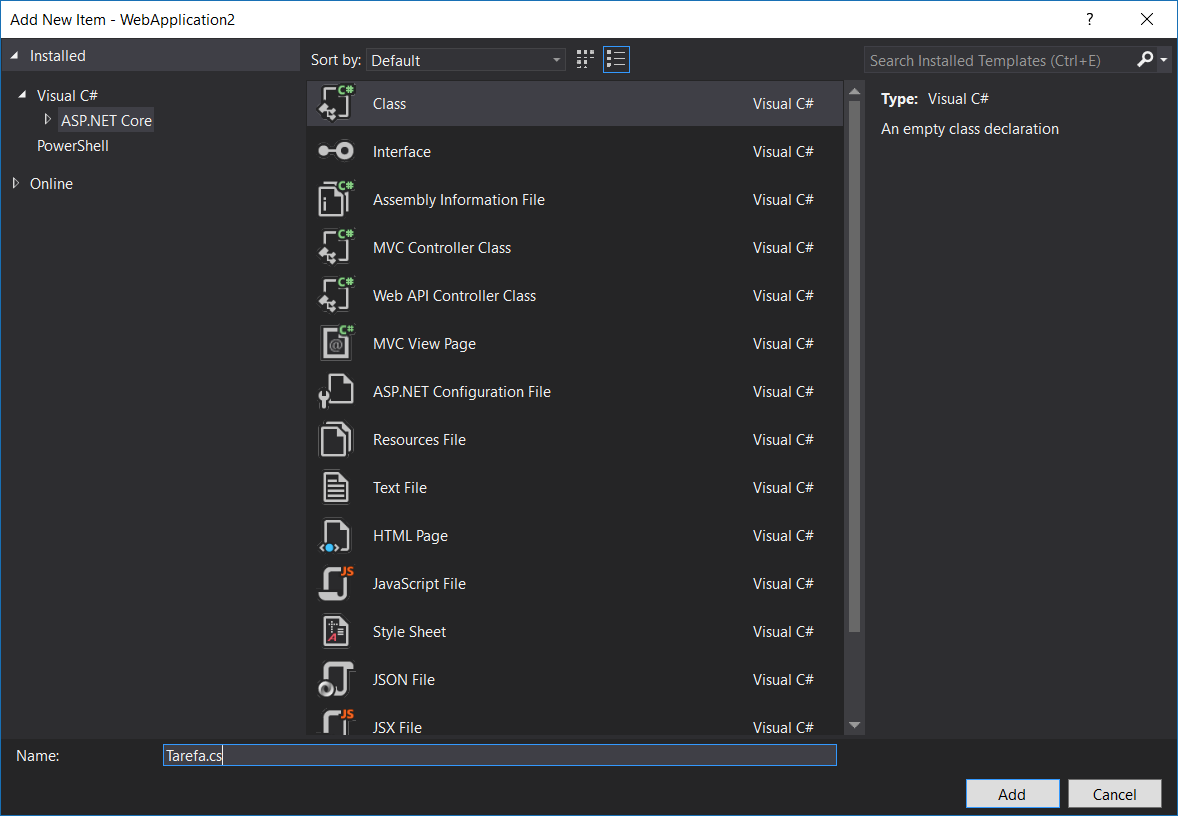 Add New Item - WebApplication2
?
Installed
Visual C#
ASP.NET Core
PowerShell
Online
Sort by: Default
Search Installed Templates (Ctrl+E)
C# Class Visual C#
Interface Visual C#
C# Assembly Information File Visual C#
C# MVC Controller Class Visual C#
C# Web API Controller Class Visual C#
C# @ MVC View Page Visual C#
ASP.NET Configuration File Visual C#
Resources File Visual C#
Text File Visual C#
HTML Page Visual C#
JS JavaScript File Visual C#
A Style Sheet Visual C#
JSON File Visual C#
JS JSX File Visual C#
Type: Visual C#
An empty class declaration
Name: Tarefa.cs
Add Cancel